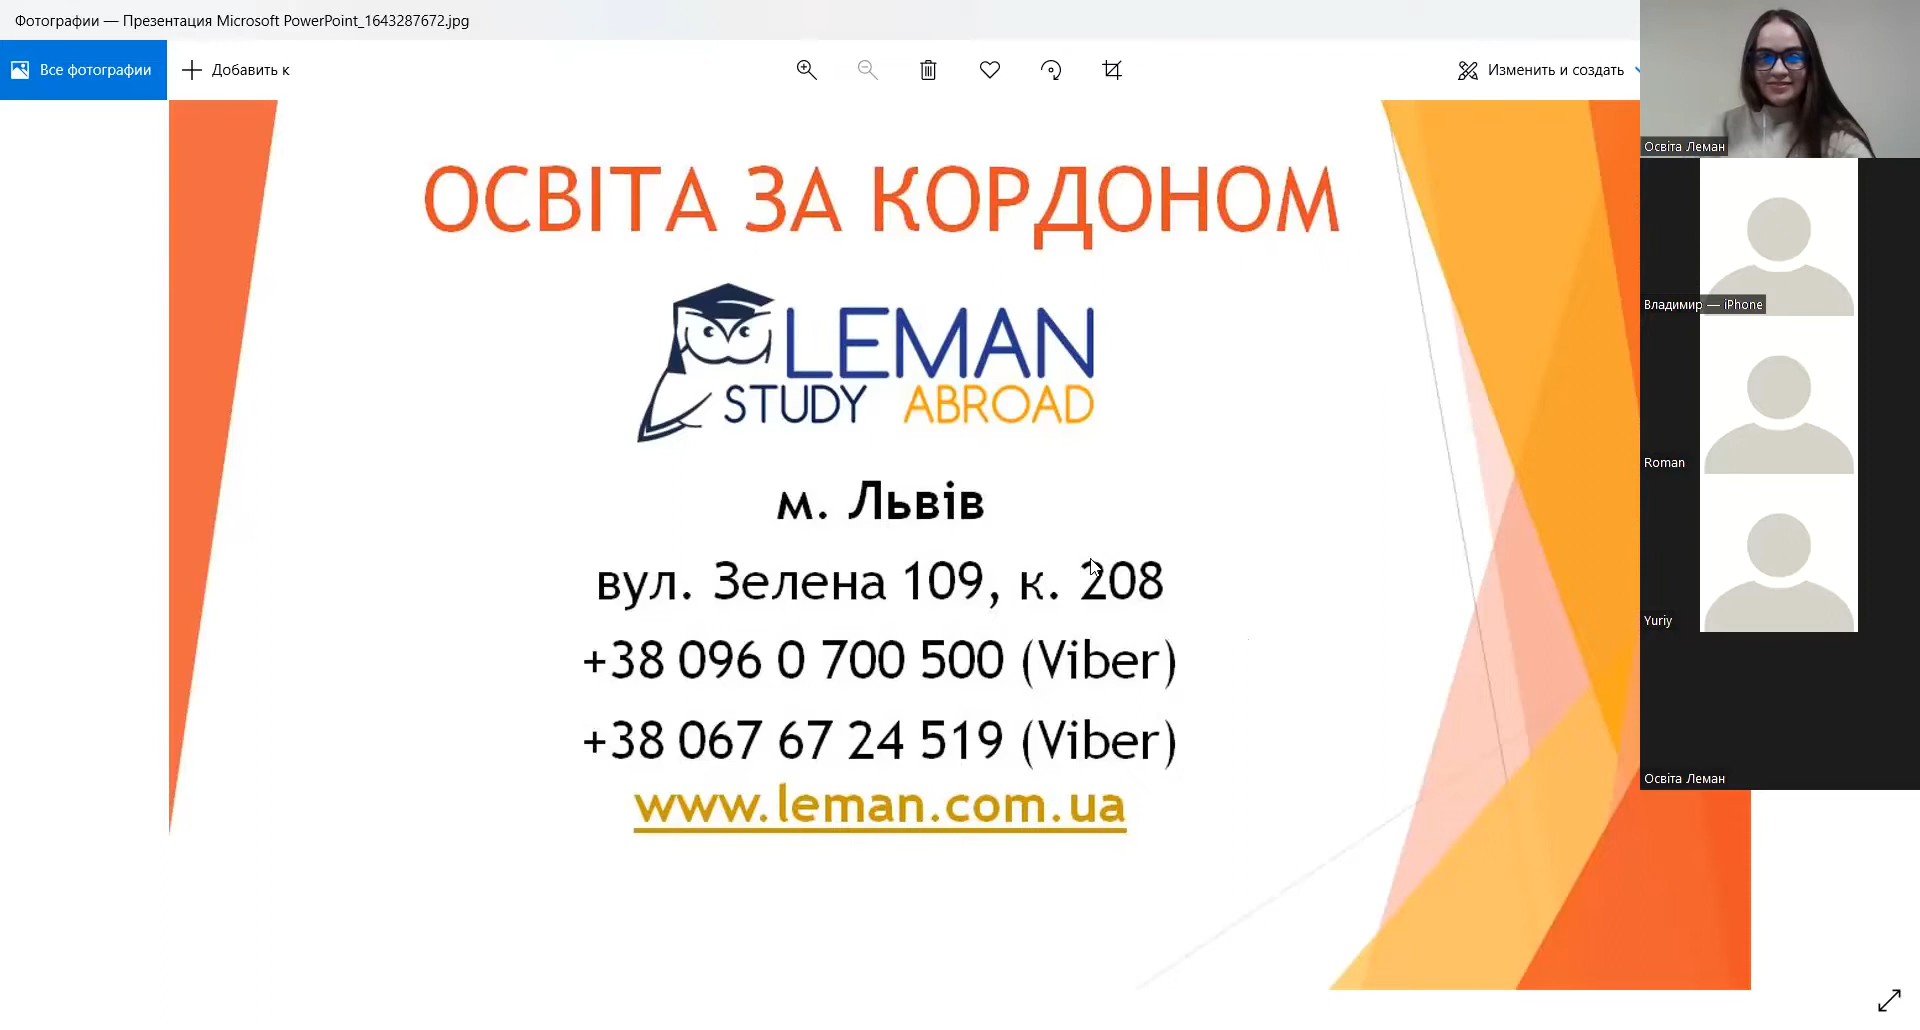 Фотографии — Презентация Microsoft PowerPoint_1643287672.jpg
Все фотографии
Добавить к
Изменить и создать
ОСВІТА ЗА КОРДОНОМ
LEMAN
STUDY ABROAD
м. Львів
вул. Зелена 109, к. 208
+38 096 0 700 500 (Viber)
+38 067 67 24 519 (Viber)
www.leman.com.ua
Освіта Леман
Владимир — iPhone
Roman
Yuriy
Освіта Леман